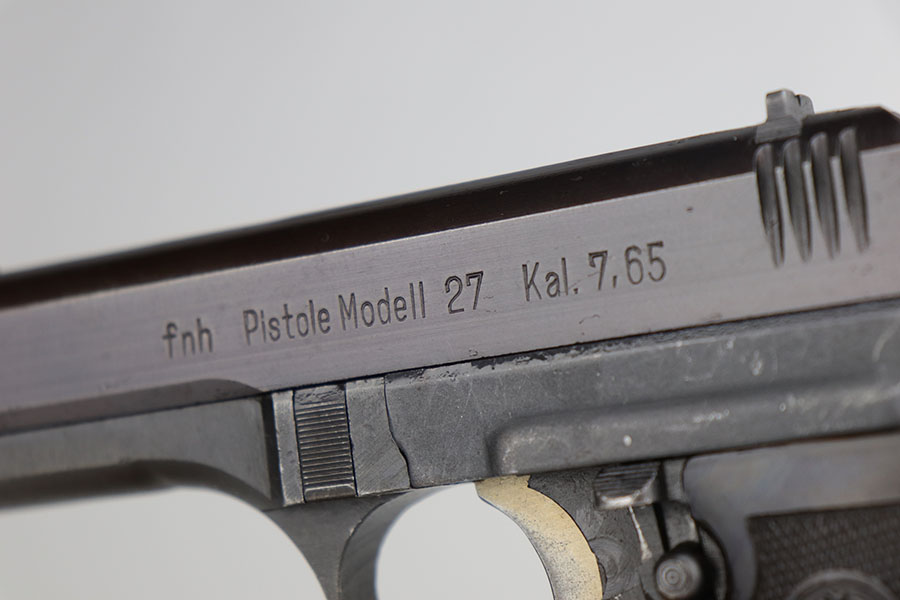 fnh Pistole Modell 27 Kal. 7,65